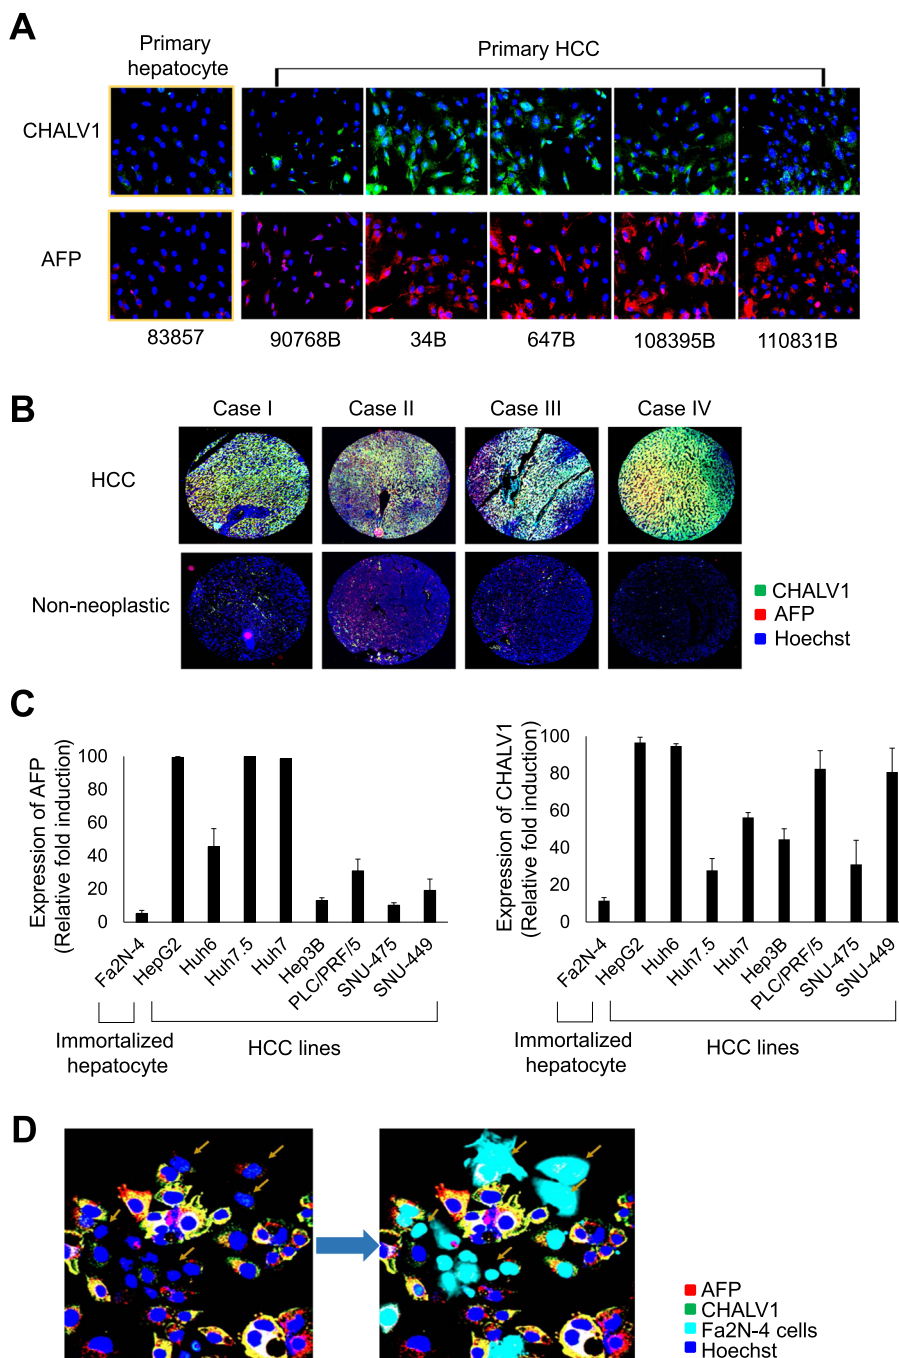 A
Primary
hepatocyte
Primary HCC
CHALV1
AFP
83857
90768B
34B
647B
108395B
110831B
B
Case I
Case II
Case III
Case IV
HCC
Non-neoplastic
CHALV1
AFP
Hoechst
C
Expression of AFP
(Relative fold induction)
100
80
60
40
20
0
Fa2N-4
HepG2
Huh6
Huh7.5
Huh7
Hep3B
PLC/PRF/5
SNU-475
SNU-449
Immortalized
hepatocyte
HCC lines
Expression of CHALV1
(Relative fold induction)
100
80
60
40
20
0
Fa2N-4
HepG2
Huh6
Huh7.5
Huh7
Hep3B
PLC/PRF/5
SNU-475
SNU-449
Immortalized
hepatocyte
HCC lines
D
AFP
CHALV1
Fa2N-4 cells
Hoechst